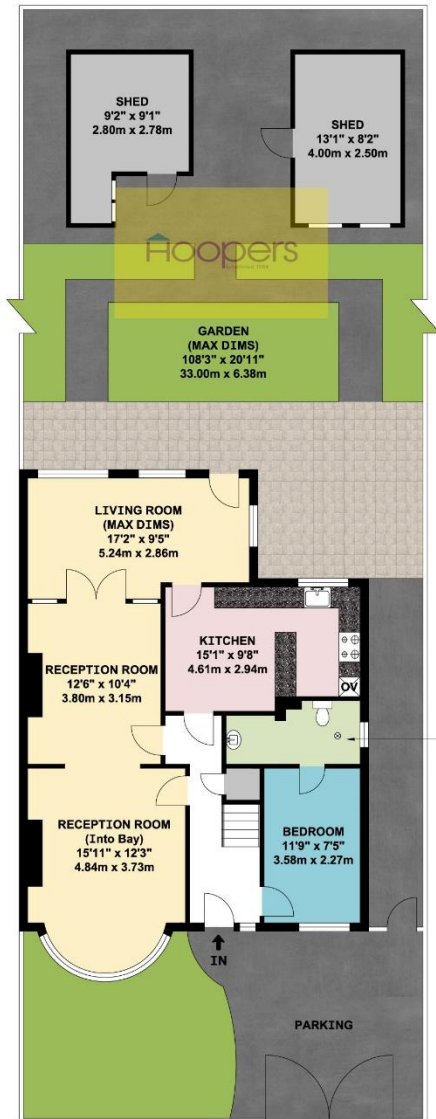 SHED
9'2" x 9'1"
2.80m x 2.78m
SHED
13'1" x 8'2"
4.00m x 2.50m
Hoopers
GARDEN
(MAX DIMS)
108'3" x 20'11"
33.00m x 6.38m
LIVING ROOM
(MAX DIMS)
17'2" x 9'5"
5.24m x 2.86m
KITCHEN
15'1" x 9'8"
4.61m x 2.94m
OV
RECEPTION ROOM
12'6" x 10'4"
3.80m x 3.15m
RECEPTION ROOM
(Into Bay)
15'11" x 12'3"
4.84m x 3.73m
BEDROOM
11'9" x 7'5"
3.58m x 2.27m
IN
PARKING